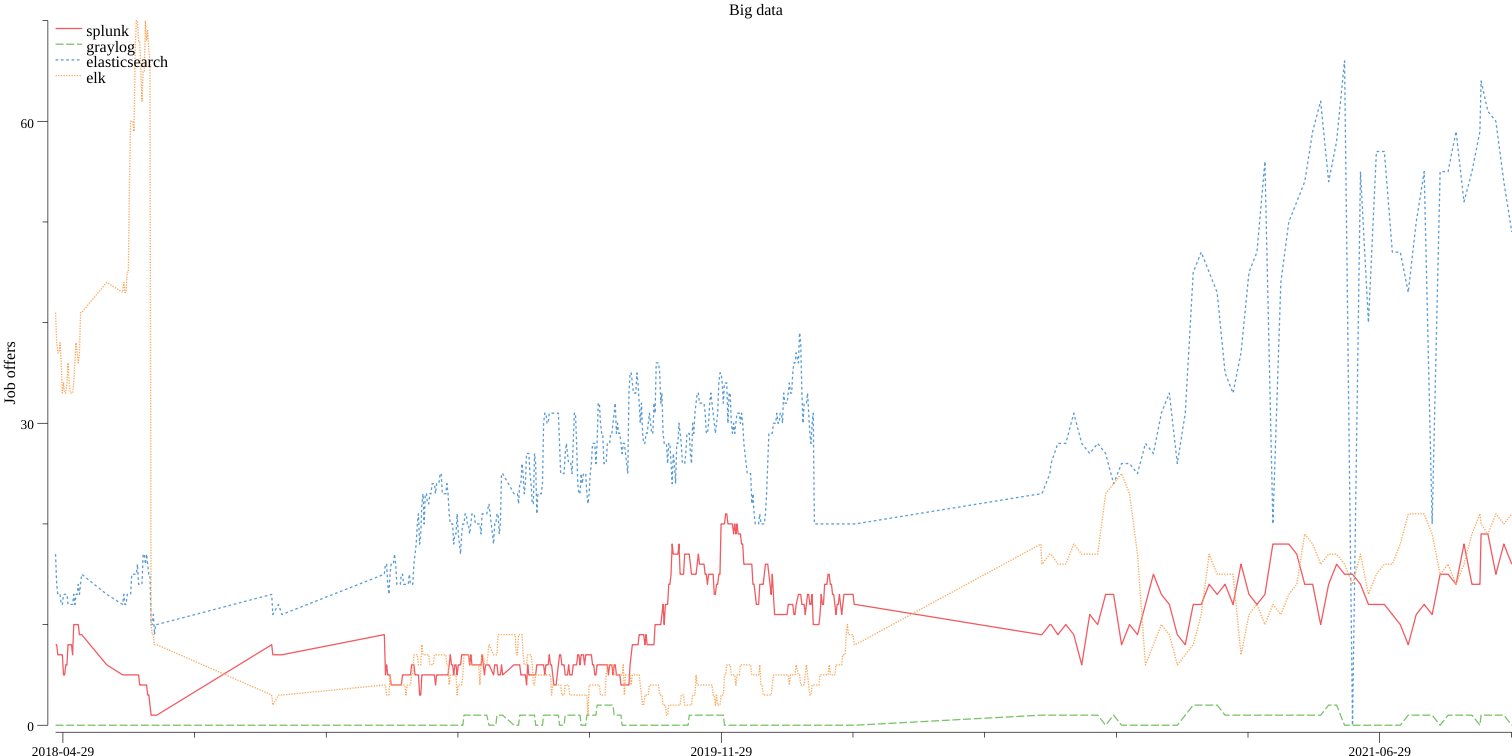 Big data
splunk
graylog
elasticsearch
elk
60
30
0
Job offers
2018-04-29
2019-11-29
2021-06-29